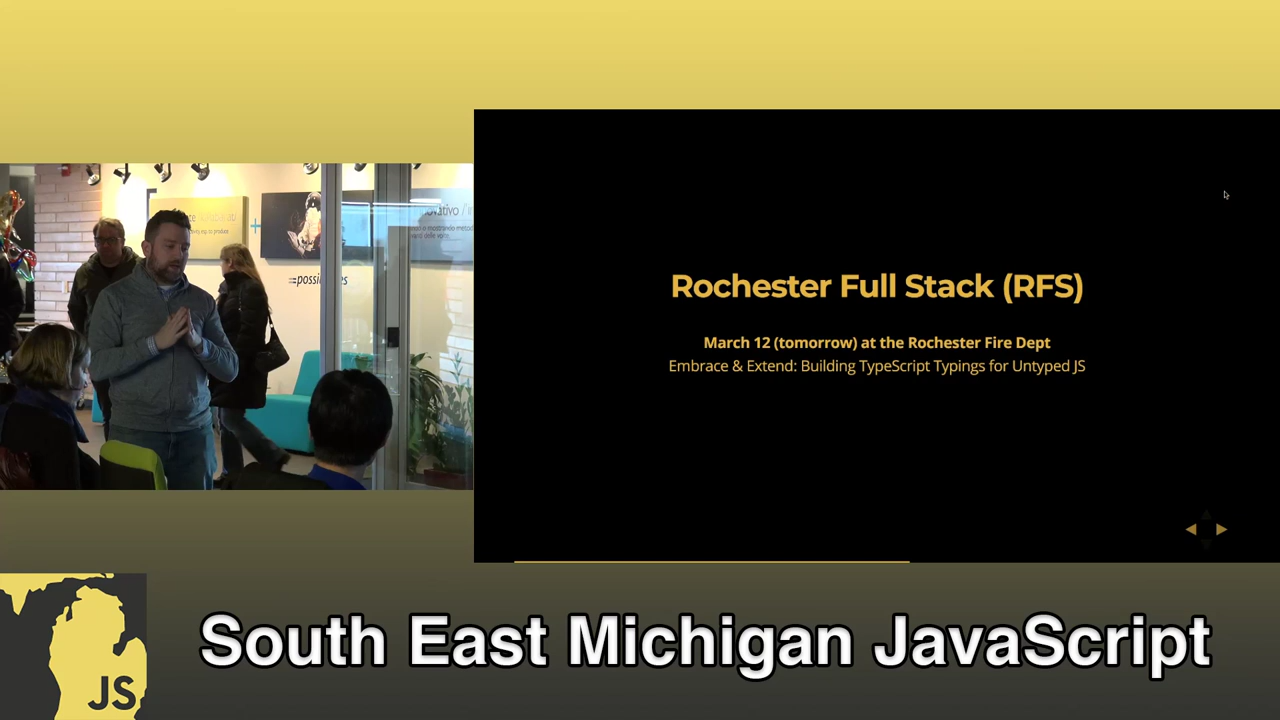 Rochester Full Stack (RFS)
March 12 (tomorrow) at the Rochester Fire Dept
Embrace & Extend: Building TypeScript Typings for Untyped JS
JS
South East Michigan JavaScript